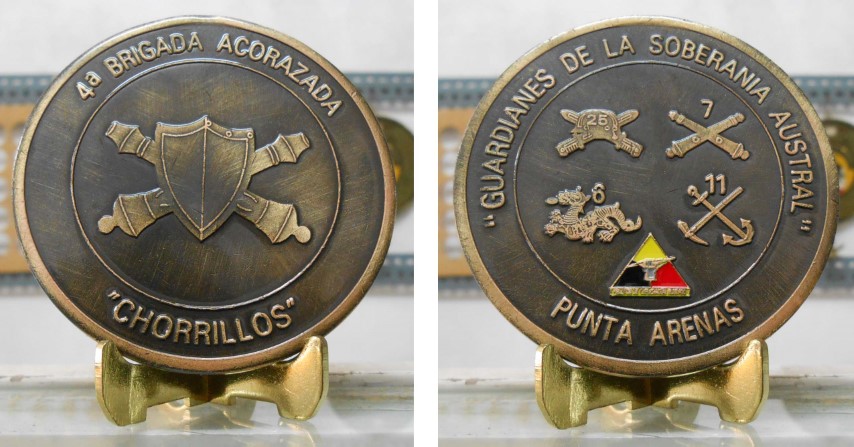 4ª BRIGADA ACORAZADA
"CHORRILLOS"
"GUARDIANES DE LA SOBERANIA AUSTRAL"
25
7
6
11
PUNTA ARENAS